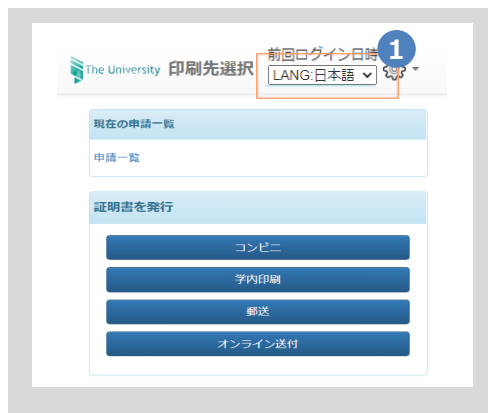 前回ログイン日時
1
The University 印刷先選択
LANG:日本語
現在の申請一覧
申請一覧
証明書を発行
コンビニ
学内印刷
郵送
オンライン送付